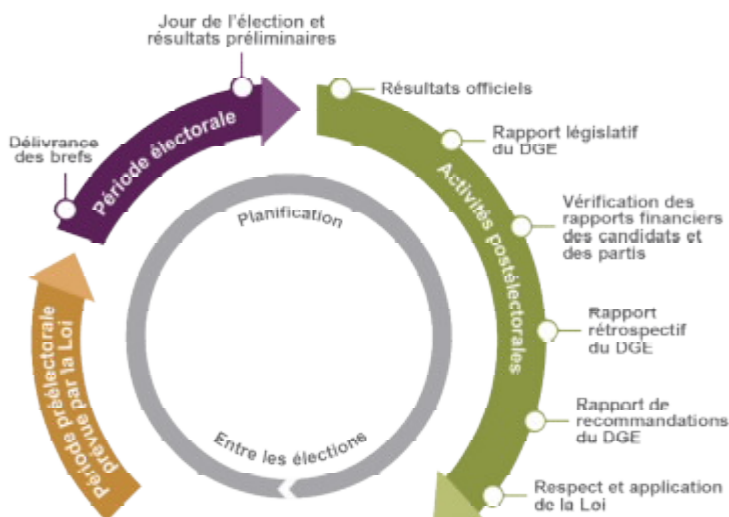 Jour de l'élection et
résultats préliminaires
Délivrance
des brefs
Période électorale
Période préélectorale
prévue par la Loi
Planification
Entre les élections
Activités postélectorales
Résultats officiels
Rapport législatif
du DGE
Vérification des
rapports financiers
des candidats et
des partis
Rapport
rétrospectif
du DGE
Rapport de
recommandations
du DGE
Respect et application
de la Loi